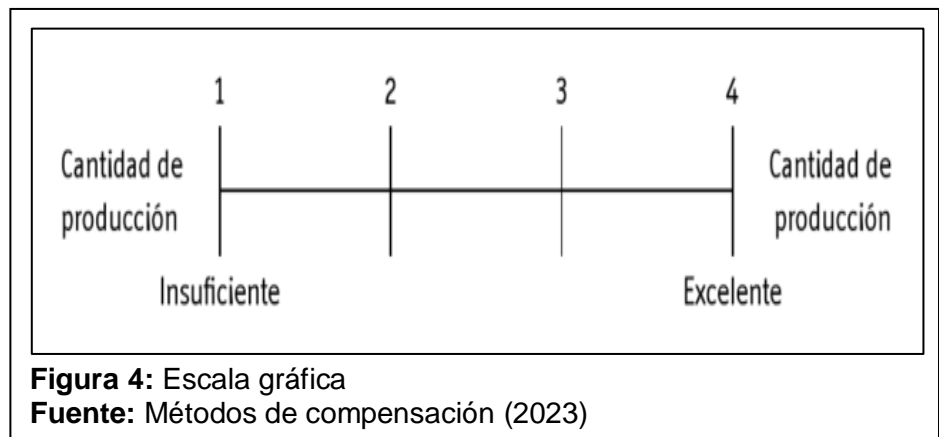 1 2 3 4
Cantidad de
producción
Cantidad de
producción
Insuficiente Excelente
Figura 4: Escala gráfica
Fuente: Métodos de compensación (2023)